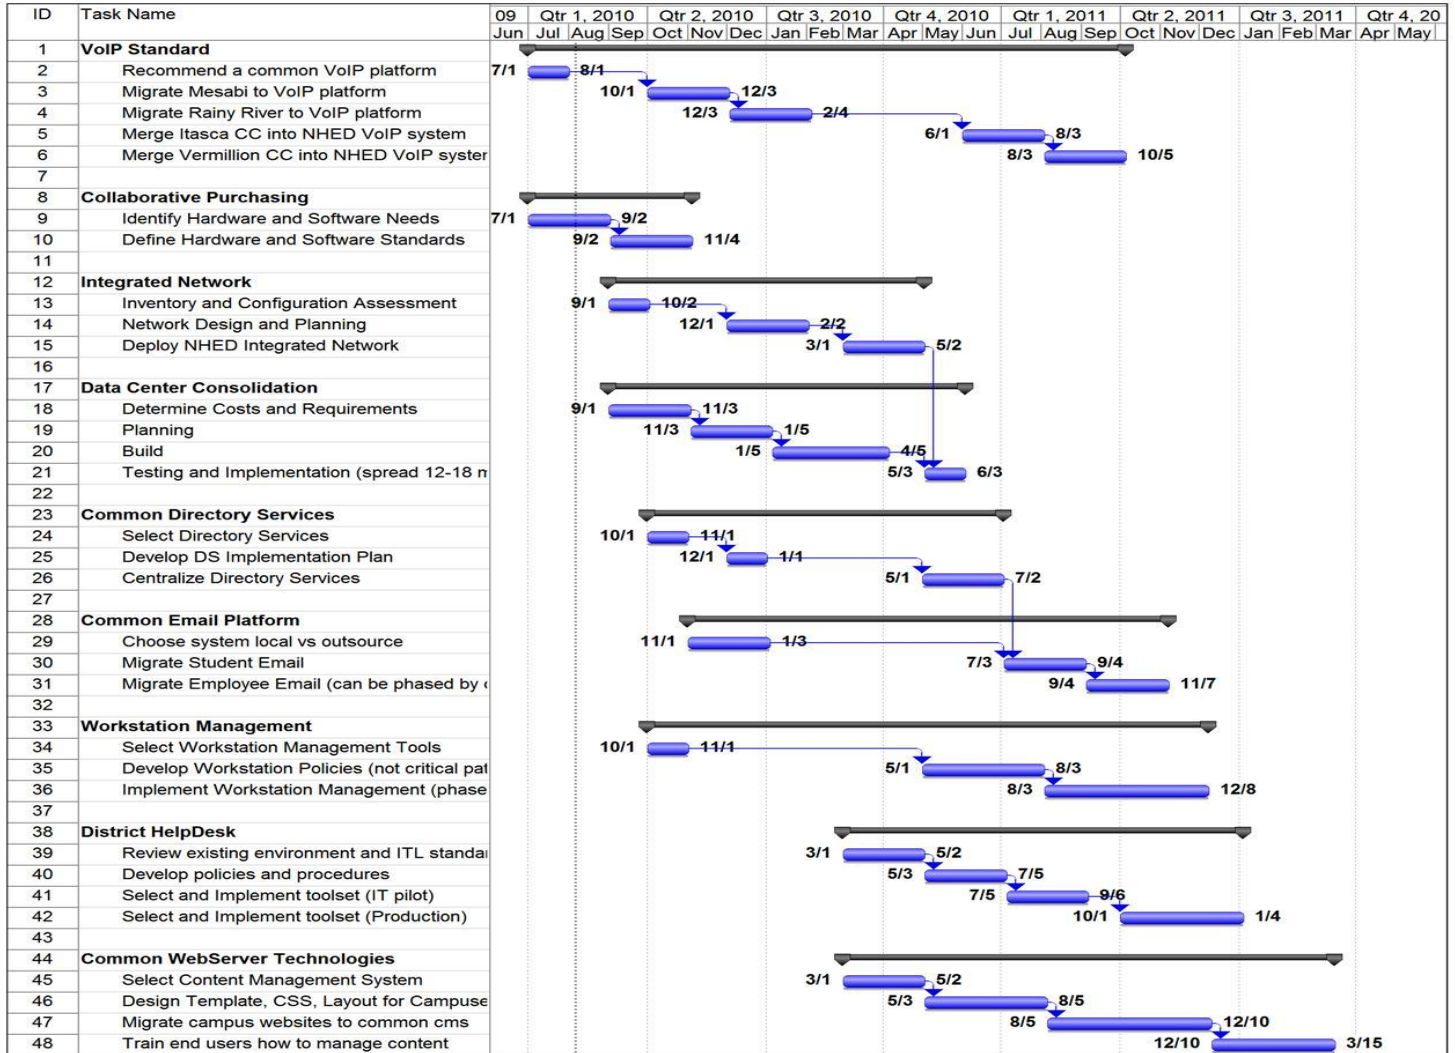 ID Task Name 09 Qtr 1, 2010 Qtr 2, 2010 Qtr 3, 2010 Qtr 4, 2010 Qtr 1, 2011 Qtr 2, 2011 Qtr 3, 2011 Qtr 4, 20
Jun Jul Aug Sep Oct Nov Dec Jan Feb Mar Apr May Jun Jul Aug Sep Oct Nov Dec Jan Feb Mar Apr May
1 VoIP Standard
2 Recommend a common VoIP platform 7/1 8/1
3 Migrate Mesabi to VoIP platform 10/1 12/3
4 Migrate Rainy River to VoIP platform 12/3 2/4
5 Merge Itasca CC into NHED VoIP system 6/1 8/3
6 Merge Vermillion CC into NHED VoIP syster 8/3 10/5
7
8 Collaborative Purchasing
9 Identify Hardware and Software Needs 7/1 9/2
10 Define Hardware and Software Standards 9/2 11/4
11
12 Integrated Network
13 Inventory and Configuration Assessment 9/1 10/2
14 Network Design and Planning 12/1 2/2
15 Deploy NHED Integrated Network 3/1 5/2
16
17 Data Center Consolidation
18 Determine Costs and Requirements 9/1 11/3
19 Planning 11/3 1/5
20 Build 1/5 4/5
21 Testing and Implementation (spread 12-18 m 5/3 6/3
22
23 Common Directory Services
24 Select Directory Services 10/1 11/1
25 Develop DS Implementation Plan 12/1 1/1
26 Centralize Directory Services 5/1 7/2
27
28 Common Email Platform
29 Choose system local vs outsource 11/1 1/3
30 Migrate Student Email 7/3 9/4
31 Migrate Employee Email (can be phased by c 9/4 11/7
32
33 Workstation Management
34 Select Workstation Management Tools 10/1 11/1
35 Develop Workstation Policies (not critical pat 5/1 8/3
36 Implement Workstation Management (phase 8/3 12/8
37
38 District HelpDesk
39 Review existing environment and ITL standar 3/1 5/2
40 Develop policies and procedures 5/3 7/5
41 Select and Implement toolset (IT pilot) 7/5 9/6
42 Select and Implement toolset (Production) 10/1 1/4
43
44 Common WebServer Technologies
45 Select Content Management System 3/1 5/2
46 Design Template, CSS, Layout for Campuse 5/3 8/5
47 Migrate campus websites to common cms 8/5 12/10
48 Train end users how to manage content 12/10 3/15